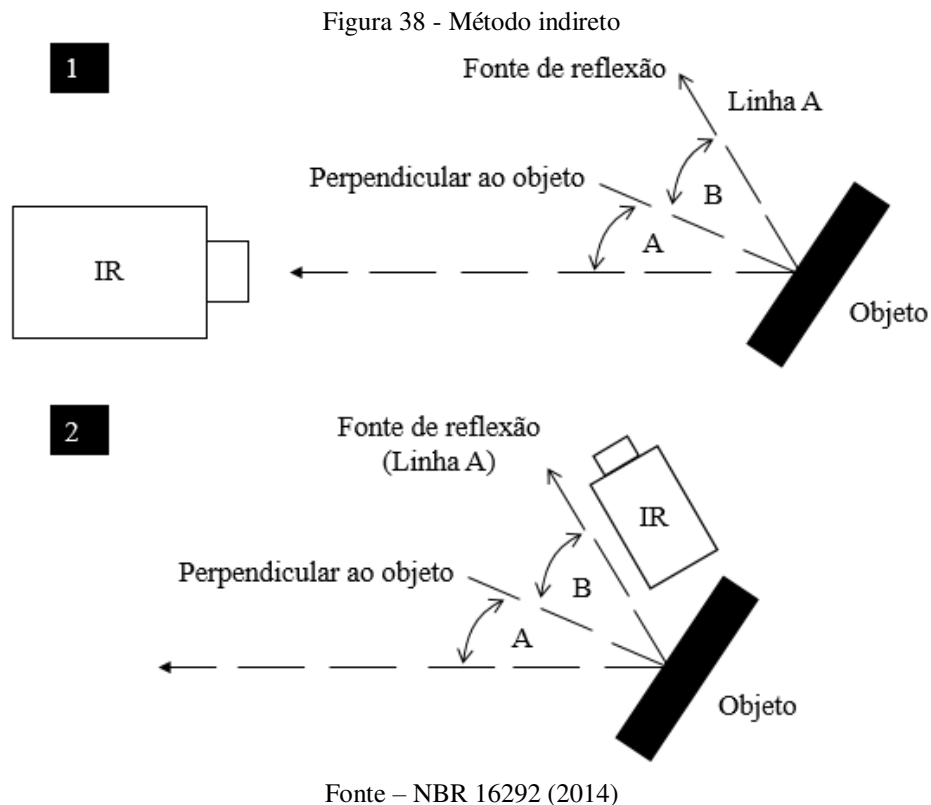 Figura 38 - Método indireto
1
Fonte de reflexão
Linha A
Perpendicular ao objeto
B
A
IR
Objeto
2
Fonte de reflexão
(Linha A)
IR
Perpendicular ao objeto
B
A
Objeto
Fonte – NBR 16292 (2014)